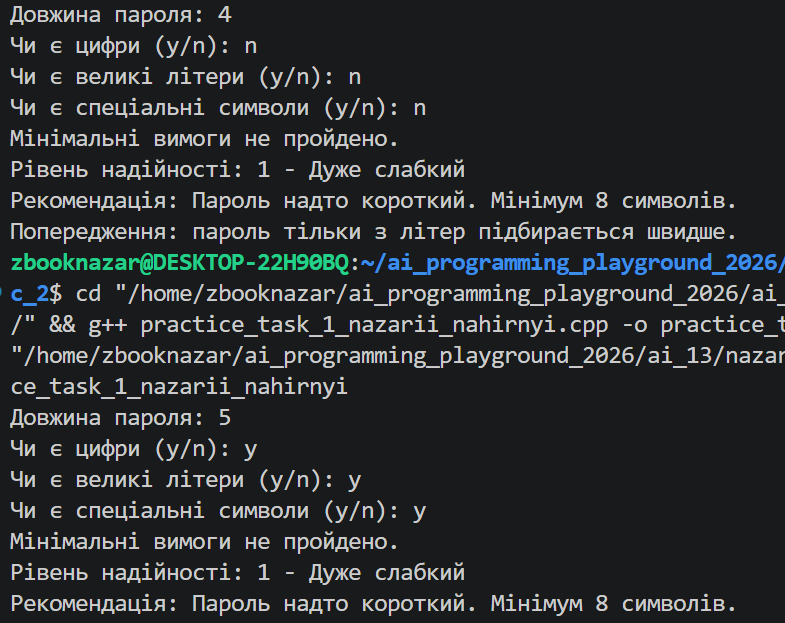 Довжина пароля: 4
Чи є цифри (y/n): n
Чи є великі літери (y/n): n
Чи є спеціальні символи (y/n): n
Мінімальні вимоги не пройдено.
Рівень надійності: 1 - Дуже слабкий
Рекомендація: Пароль надто короткий. Мінімум 8 символів.
Попередження: пароль тільки з літер підбирається швидше.
zbooknazar@DESKTOP-22H90BQ:~/ai_programming_playground_2026/
c_2$ cd "/home/zbooknazar/ai_programming_playground_2026/ai_
/" && g++ practice_task_1_nazarii_nahirnyi.cpp -o practice_t
"/home/zbooknazar/ai_programming_playground_2026/ai_13/nazar
ce_task_1_nazarii_nahirnyi
Довжина пароля: 5
Чи є цифри (y/n): y
Чи є великі літери (y/n): y
Чи є спеціальні символи (y/n): y
Мінімальні вимоги не пройдено.
Рівень надійності: 1 - Дуже слабкий
Рекомендація: Пароль надто короткий. Мінімум 8 символів.